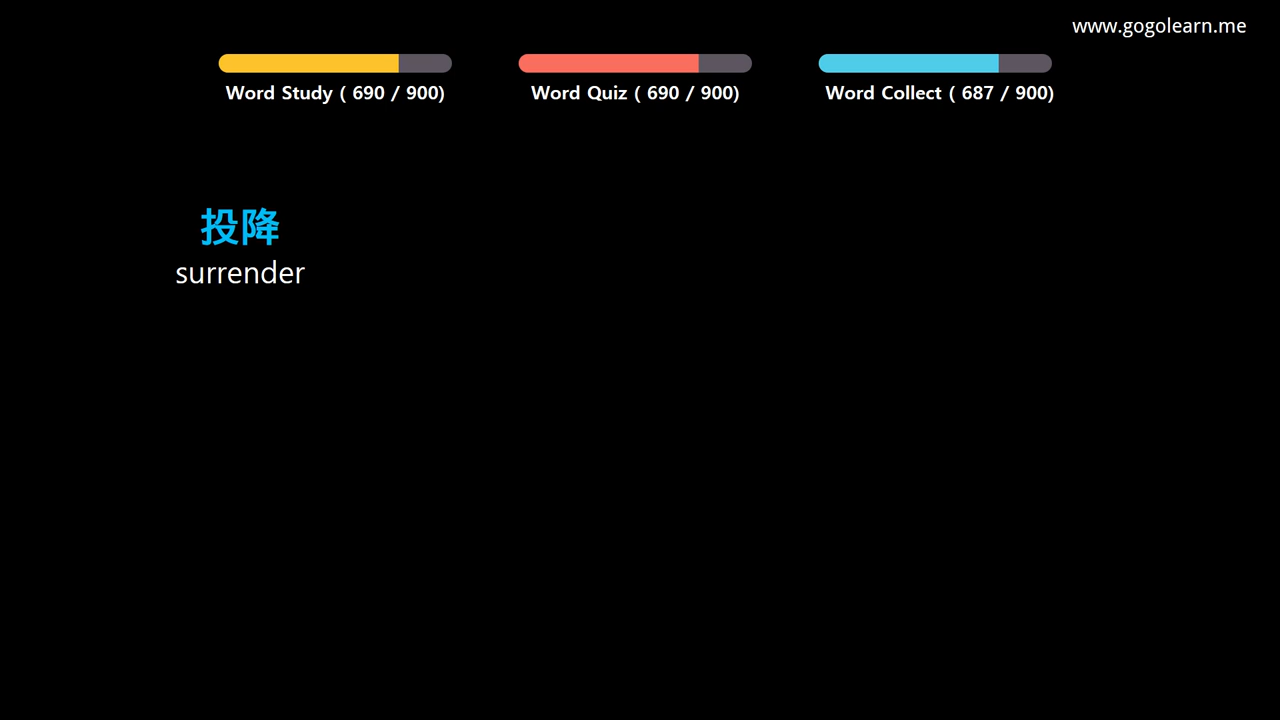 www.gogolearn.me
Word Study ( 690 / 900)
Word Quiz ( 690 / 900)
Word Collect ( 687 / 900)
投降
surrender